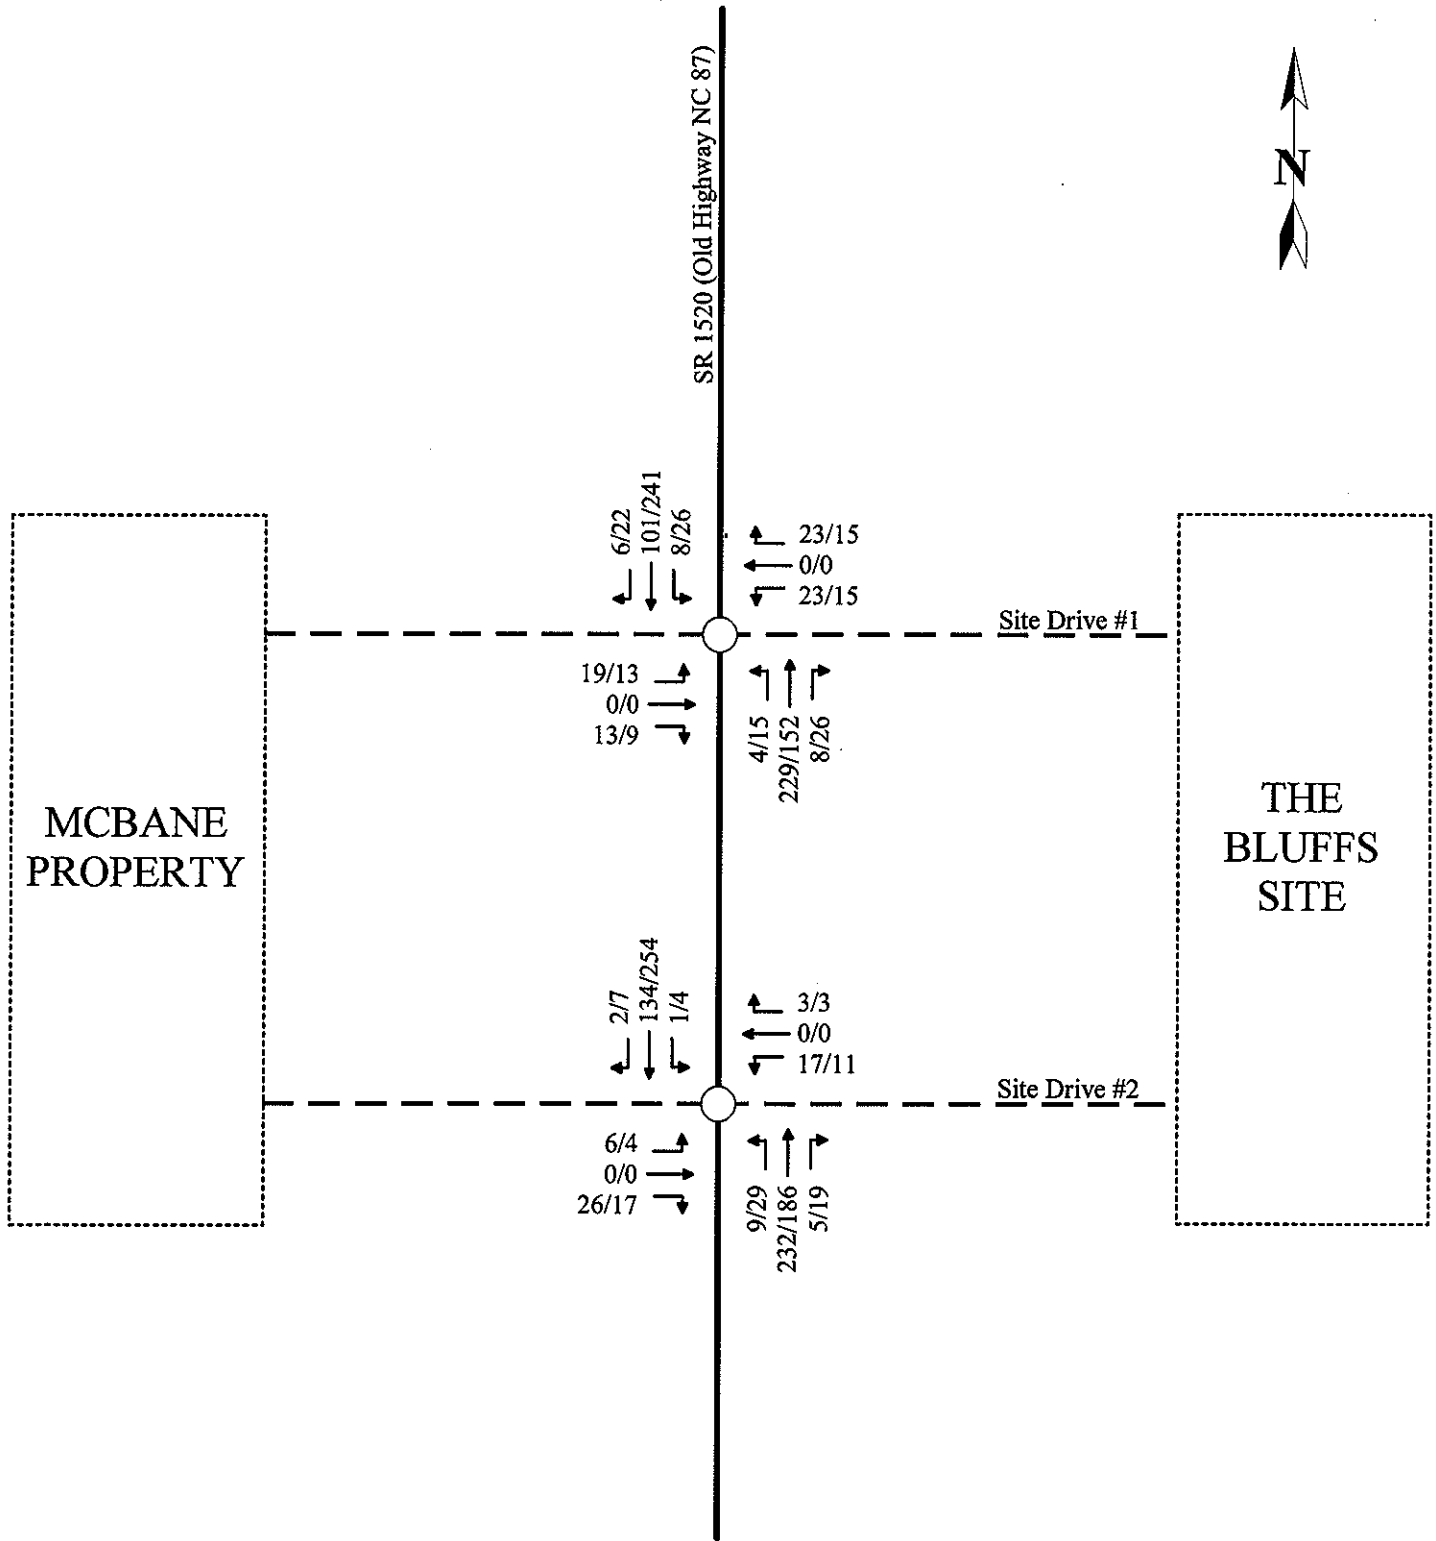 SR 1520 (Old Highway NC 87)
N
6/22
101/241
8/26
23/15
0/0
23/15
Site Drive #1
19/13
0/0
13/9
4/15
229/152
8/26
MCBANE
PROPERTY
THE
BLUFFS
SITE
2/7
134/254
1/4
3/3
0/0
17/11
Site Drive #2
6/4
0/0
26/17
9/29
232/186
5/19